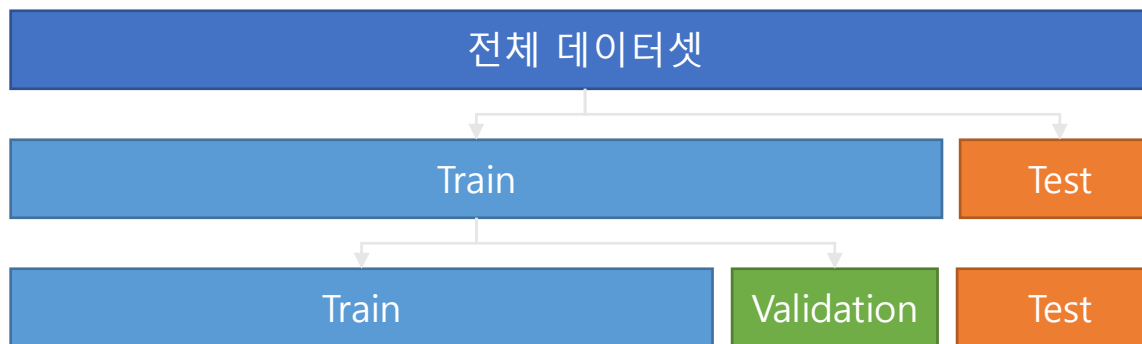 전체 데이터셋
Train Test
Train Validation Test